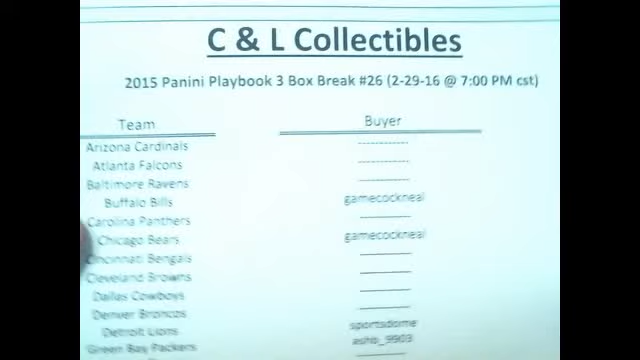 C & L Collectibles
2015 Panini Playbook 3 Box Break #26 (2-29-16 @ 7:00 PM cst)
Team Buyer
Arizona Cardinals ------------
Atlanta Falcons ------------
Baltimore Ravens ------------
Buffalo Bills gamecockneal
Carolina Panthers
Chicago Bears gamecockneal
Cincinnati Bengals
Cleveland Browns
Dallas Cowboys
Denver Broncos
Detroit Lions sportsdome
Green Bay Packers ashb_9903